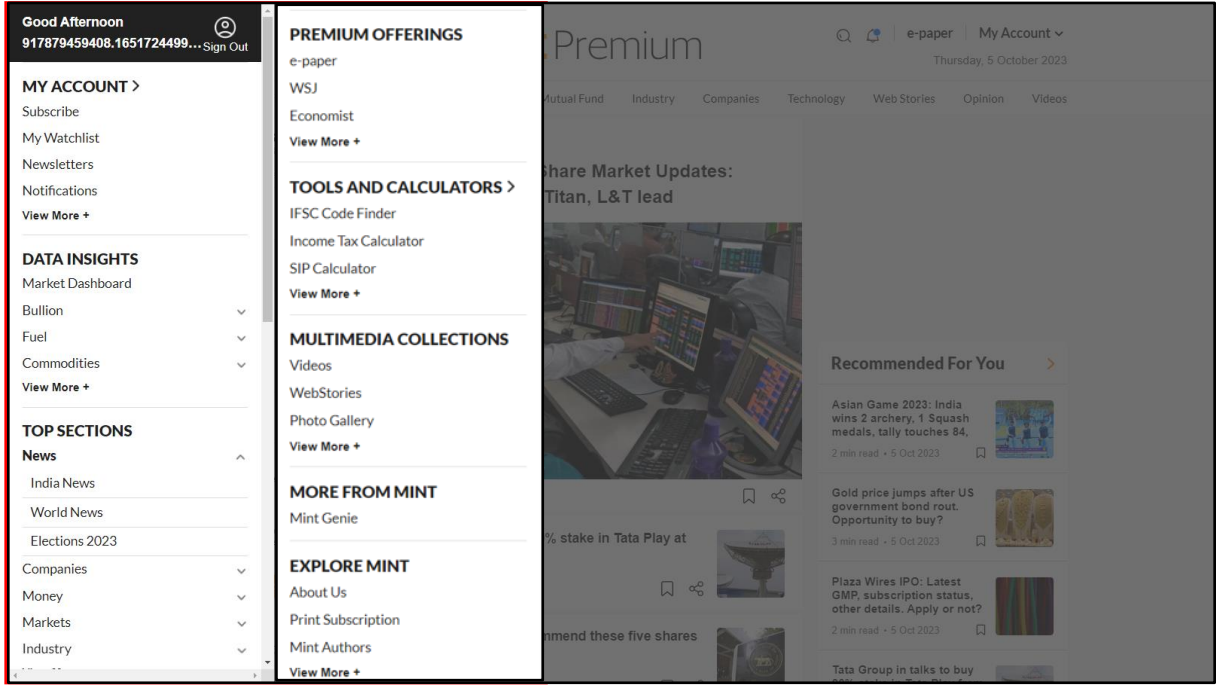 Good Afternoon
917879459408.1651724499...
Sign Out
MY ACCOUNT >
Subscribe
My Watchlist
Newsletters
Notifications
View More +
DATA INSIGHTS
Market Dashboard
Bullion
Fuel
Commodities
View More +
TOP SECTIONS
News
India News
World News
Elections 2023
Companies
Money
Markets
Industry
PREMIUM OFFERINGS
e-paper
WSJ
Economist
View More +
TOOLS AND CALCULATORS >
IFSC Code Finder
Income Tax Calculator
SIP Calculator
View More +
MULTIMEDIA COLLECTIONS
Videos
WebStories
Photo Gallery
View More +
MORE FROM MINT
Mint Genie
EXPLORE MINT
About Us
Print Subscription
Mint Authors
View More +
Premium
e-paper
My Account
Thursday, 5 October 2023
Mutual Fund
Industry
Companies
Technology
Web Stories
Opinion
Videos
Share Market Updates:
Titan, L&T lead
% stake in Tata Play at
mmend these five shares
Recommended For You >
Asian Game 2023: India
wins 2 archery, 1 Squash
medals, tally touches 84,
2 min read • 5 Oct 2023
Gold price jumps after US
government bond rout.
Opportunity to buy?
3 min read • 5 Oct 2023
Plaza Wires IPO: Latest
GMP, subscription status,
other details. Apply or not?
2 min read • 5 Oct 2023
Tata Group in talks to buy